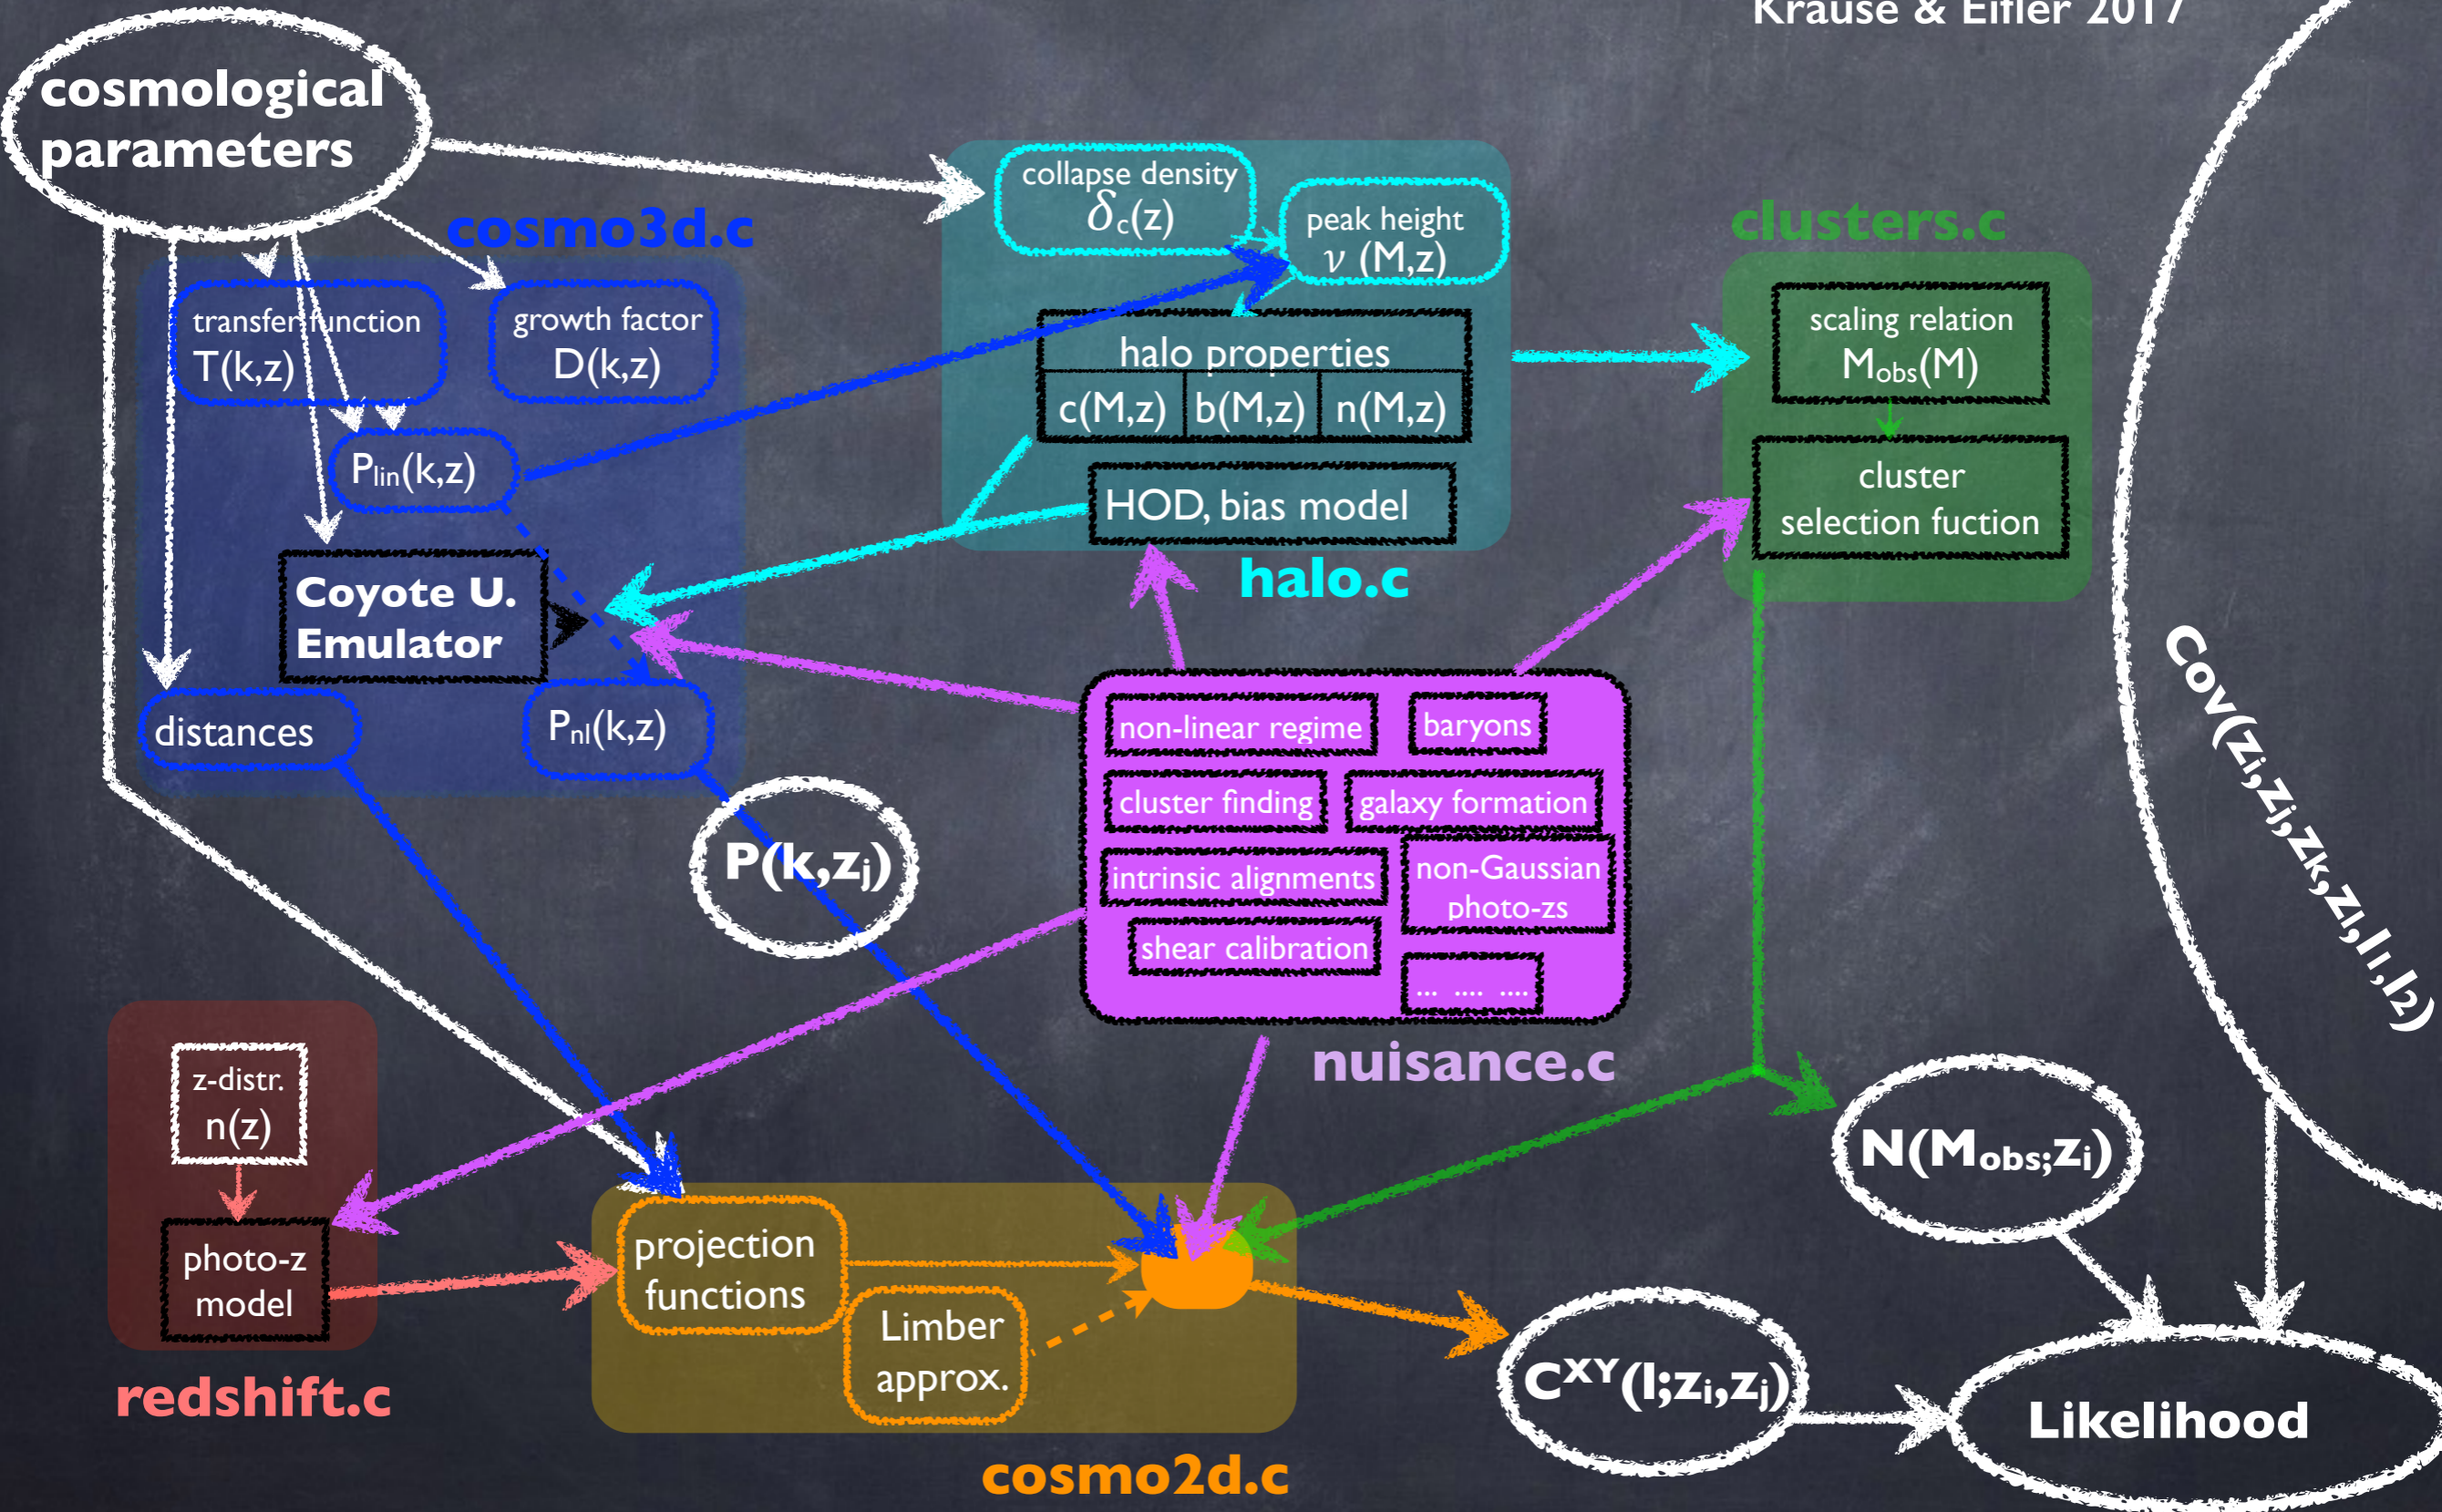 Krause & Eifler 2017
cosmological
parameters
cosmo3d.c
transfer function
T(k,z)
growth factor
D(k,z)
Plin(k,z)
Coyote U.
Emulator
distances
Pnl(k,z)
collapse density
δc(z)
peak height
ν (M,z)
halo properties
c(M,z) b(M,z) n(M,z)
HOD, bias model
halo.c
clusters.c
scaling relation
Mobs(M)
cluster
selection fuction
P(k,zj)
non-linear regime
baryons
cluster finding
galaxy formation
intrinsic alignments
non-Gaussian
photo-zs
shear calibration
... .... ....
nuisance.c
Cov(zi,zj,zk,zl,l1,l2)
z-distr.
n(z)
photo-z
model
redshift.c
projection
functions
Limber
approx.
cosmo2d.c
N(Mobs;zi)
CXY(l;zi,zj)
Likelihood